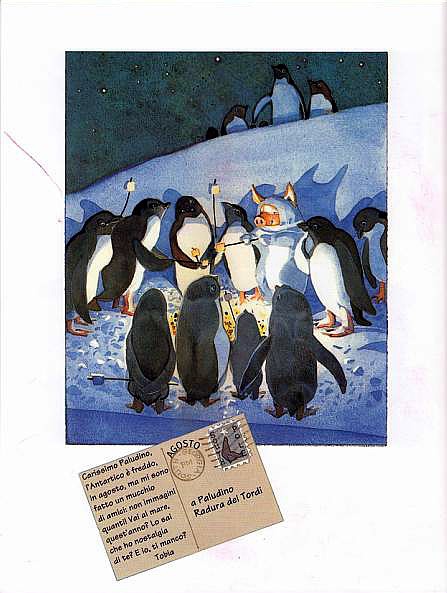 Carissimo Paludino,
l'Antartico è freddo,
in agosto, ma mi sono
fatto un mucchio
di amici: non immagini
quanti! Vai al mare,
quest'anno? Lo sai
che ho nostalgia
di te? E io, ti manco?
Tobia
AGOSTO
a Paludino
Radura dei Tordi